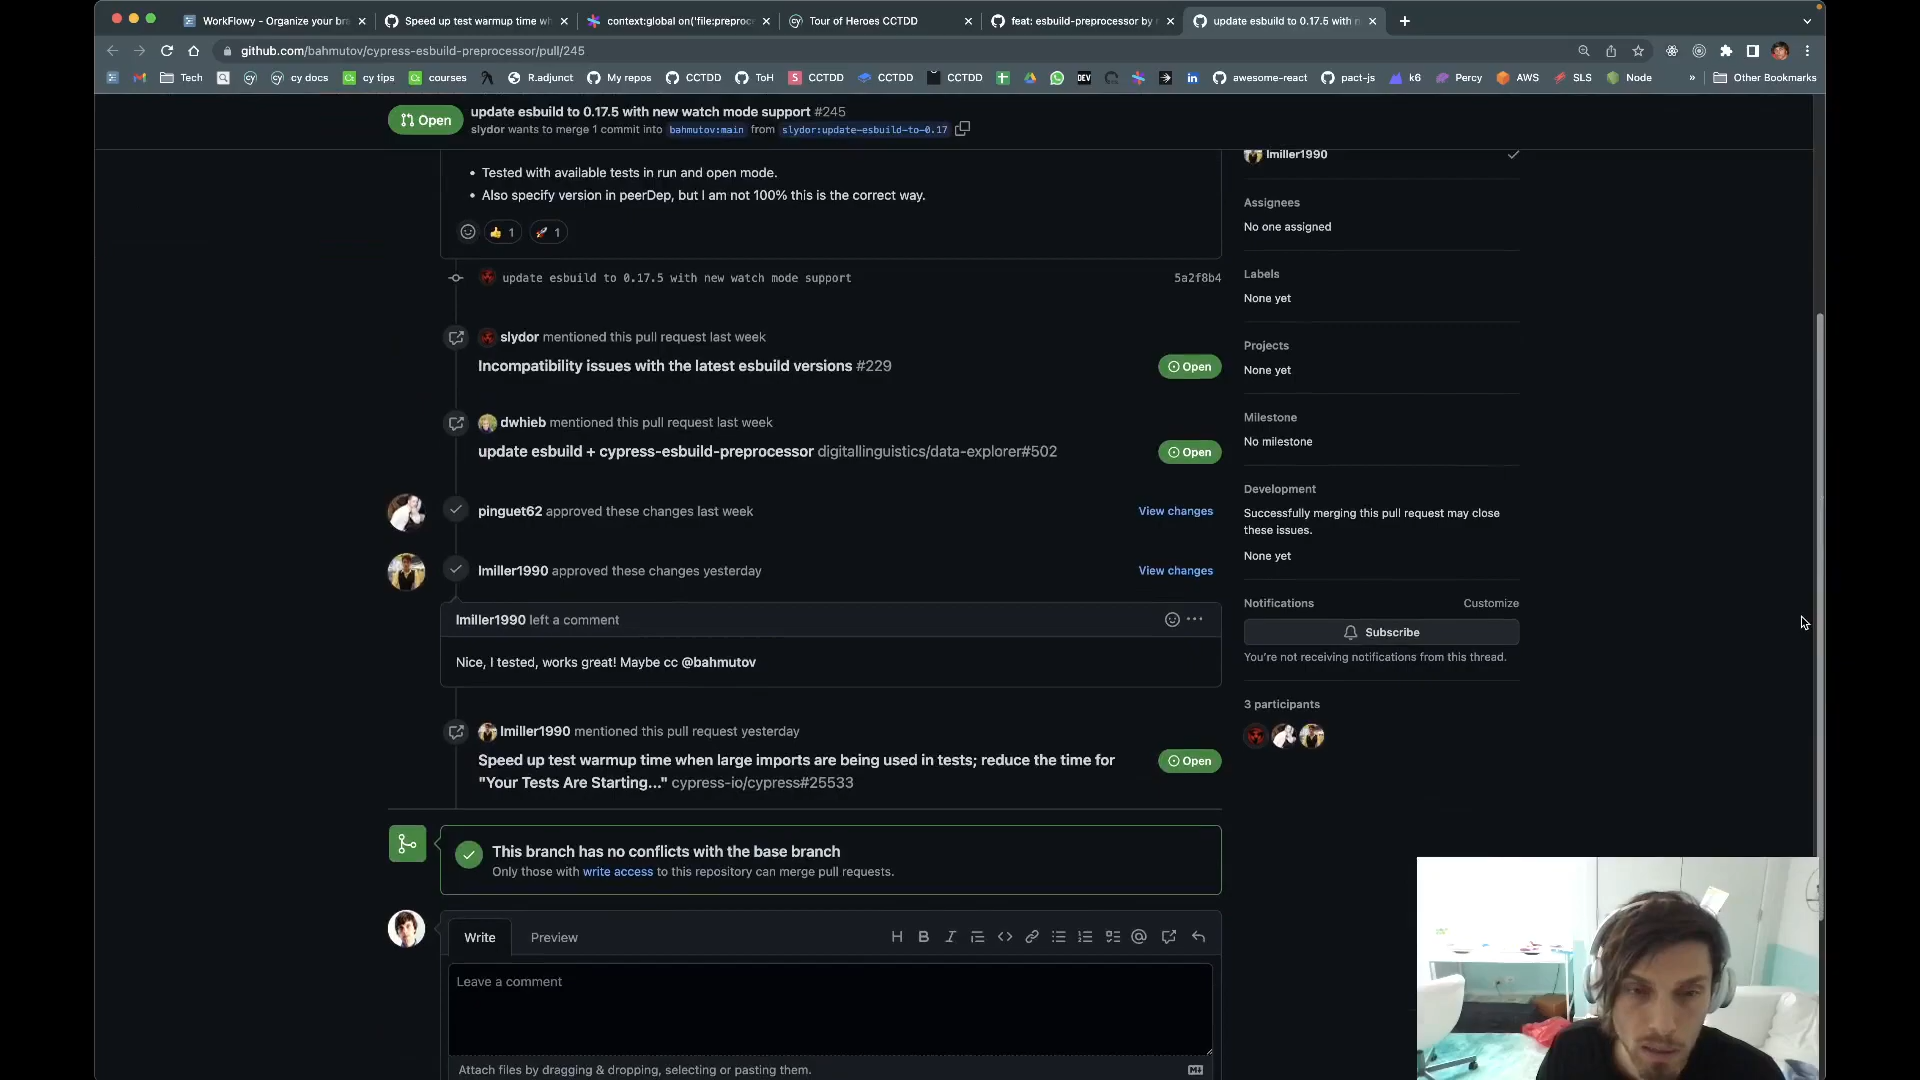 WorkFlowy - Organize your br
Speed up test warmup time wh
context:global on('file:preproc
Tour of Heroes CCTDD
feat: esbuild-preprocessor by
update esbuild to 0.17.5 with n
github.com/bahmutov/cypress-esbuild-preprocessor/pull/245
Tech
cy docs
cy tips
courses
R.adjunct
My repos
CCTDD
ToH
CCTDD
CCTDD
CCTDD
DEV
awesome-react
pact-js
k6
Percy
AWS
SLS
Node
»
Other Bookmarks
Open
update esbuild to 0.17.5 with new watch mode support #245
slydor wants to merge 1 commit into bahmutov:main from slydor:update-esbuild-to-0.17
• Tested with available tests in run and open mode.
• Also specify version in peerDep, but I am not 100% this is the correct way.
👍 1 🚀 1
update esbuild to 0.17.5 with new watch mode support 5a2f8b4
slydor mentioned this pull request last week
Incompatibility issues with the latest esbuild versions #229
Open
dwhieb mentioned this pull request last week
update esbuild + cypress-esbuild-preprocessor digitallinguistics/data-explorer#502
Open
pinguet62 approved these changes last week
View changes
lmiller1990 approved these changes yesterday
View changes
lmiller1990 left a comment
Nice, I tested, works great! Maybe cc @bahmutov
lmiller1990 mentioned this pull request yesterday
Speed up test warmup time when large imports are being used in tests; reduce the time for
"Your Tests Are Starting..." cypress-io/cypress#25533
Open
This branch has no conflicts with the base branch
Only those with write access to this repository can merge pull requests.
Write
Preview
Leave a comment
Attach files by dragging & dropping, selecting or pasting them.
lmiller1990
Assignees
No one assigned
Labels
None yet
Projects
None yet
Milestone
No milestone
Development
Successfully merging this pull request may close
these issues.
None yet
Notifications
Customize
Subscribe
You're not receiving notifications from this thread.
3 participants